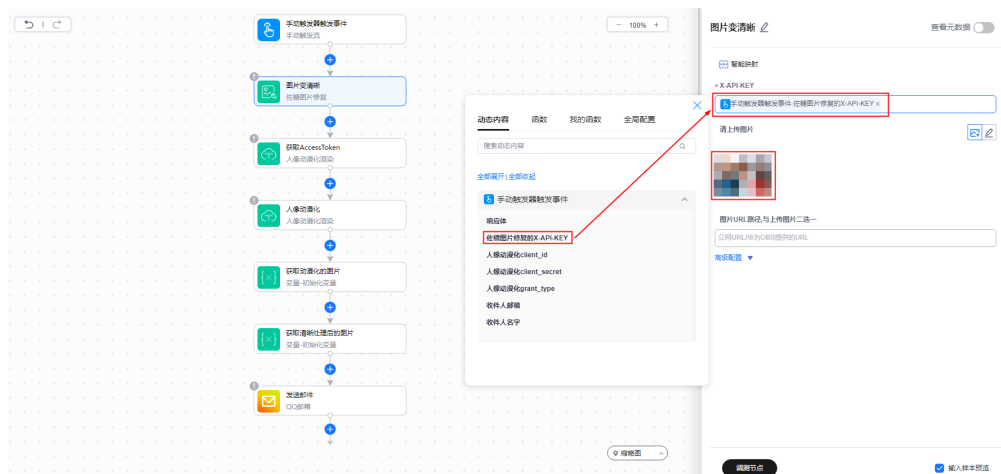 手动触发器触发事件
手动触发流
图片变清晰
佐糖图片修复
获取AccessToken
人像动漫化渲染
人像动漫化
人像动漫化渲染
获取动漫化的图片
变量-初始化变量
获取清晰处理后的图片
变量-初始化变量
发送邮件
QQ邮箱
- 100% +
动态内容 函数 我的函数 全局配置
搜索动态内容
全部展开|全部收起
手动触发器触发事件
响应体
佐糖图片修复的X-API-KEY
人像动漫化client_id
人像动漫化client_secret
人像动漫化grant_type
收件人邮箱
收件人名字
缩略图
图片变清晰
查看元数据
智能映射
* X-API-KEY
手动触发器触发事件.佐糖图片修复的X-API-KEY x
请上传图片
图片URL路径,与上传图片二选一
公网URL/华为OBS提供的URL
高级配置
调测节点
输入样本预览